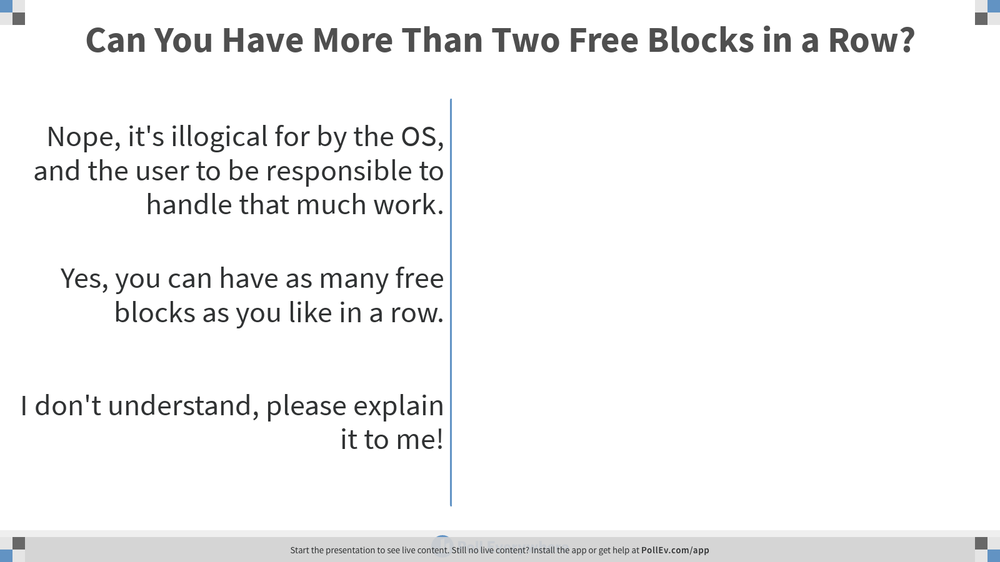 Can You Have More Than Two Free Blocks in a Row?
Nope, it's illogical for by the OS,
and the user to be responsible to
handle that much work.
Yes, you can have as many free
blocks as you like in a row.
I don't understand, please explain
it to me!
Start the presentation to see live content. Still no live content? Install the app or get help at PollEv.com/app